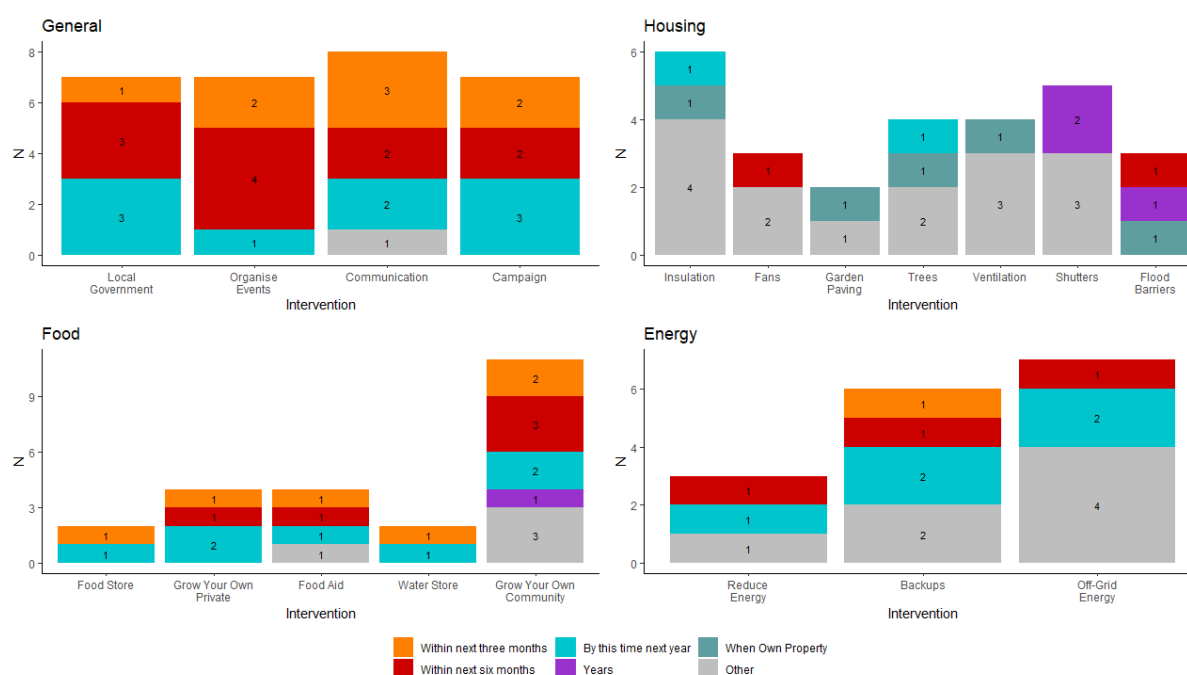 General
N
8
6
4
2
0
1
3
3
2
4
1
3
2
2
1
2
2
3
Local
Government
Organise
Events
Communication
Campaign
Intervention
Housing
N
6
4
2
0
1
1
4
1
2
1
1
1
1
2
1
3
2
3
1
1
1
Insulation
Fans
Garden
Paving
Trees
Ventilation
Shutters
Flood
Barriers
Intervention
Food
N
9
6
3
0
1
1
1
1
2
1
1
1
1
1
1
2
3
2
1
3
Food Store
Grow Your Own
Private
Food Aid
Water Store
Grow Your Own
Community
Intervention
Energy
N
6
4
2
0
1
1
1
1
1
2
2
1
2
4
Reduce
Energy
Backups
Off-Grid
Energy
Intervention
Within next three months
Within next six months
By this time next year
Years
When Own Property
Other